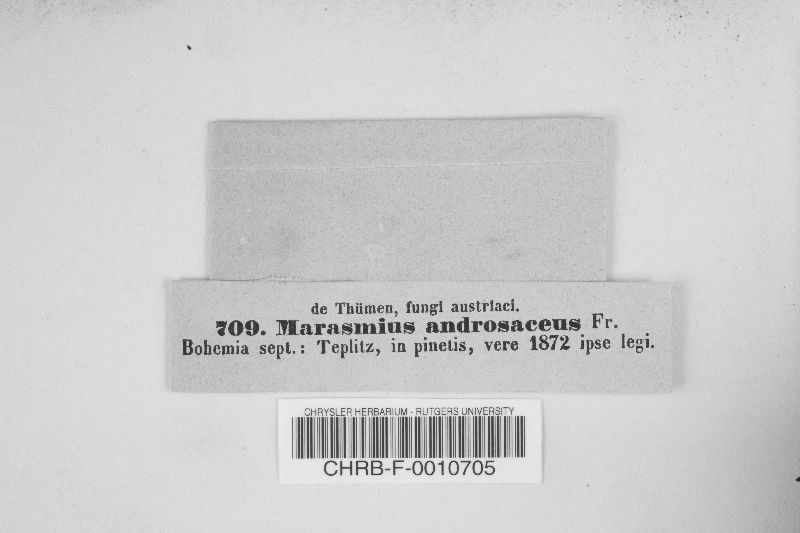 de Thümen, fungi austriaci.
709. Marasmius androsaceus Fr.
Bohemia sept.: Teplitz, in pinetis, vere 1872 ipse legi.
CHRYSLER HERBARIUM - RUTGERS UNIVERSITY
CHRB-F-0010705